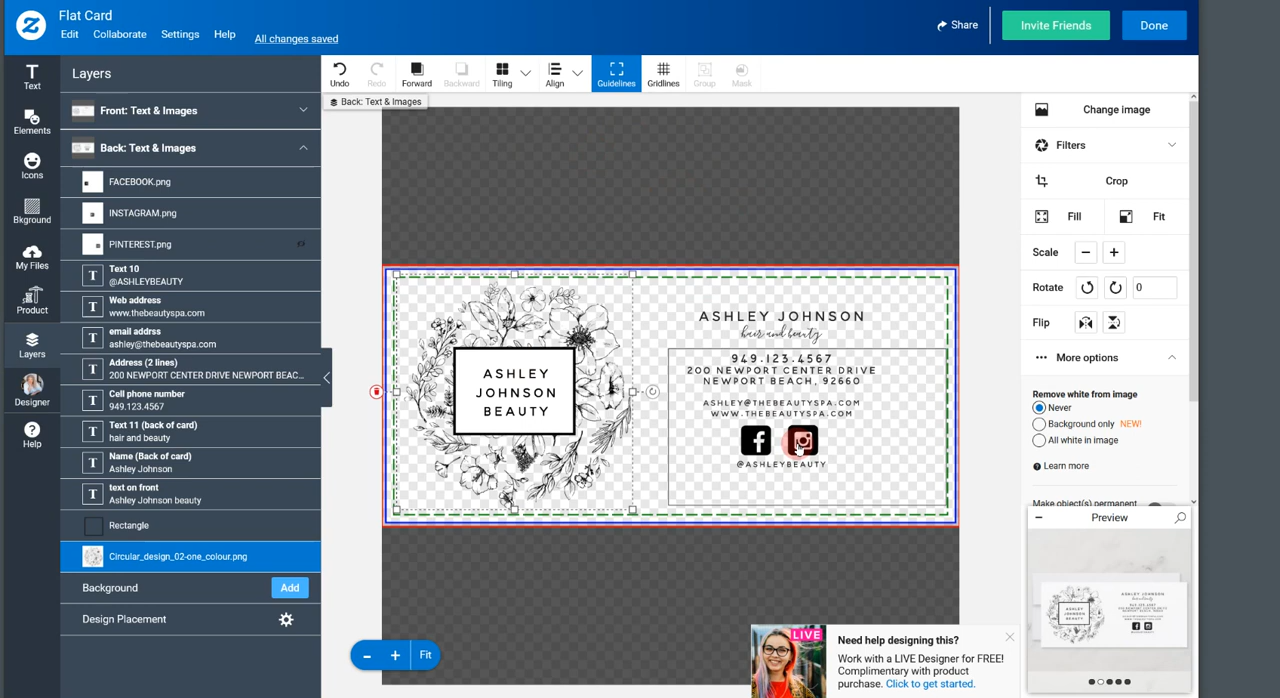 Flat Card
Edit Collaborate Settings Help All changes saved
Share
Invite Friends
Done
Text
Elements
Icons
Bkground
My Files
Product
Layers
Designer
Help
Layers
Front: Text & Images
Back: Text & Images
FACEBOOK.png
INSTAGRAM.png
PINTEREST.png
Text 10
@ASHLEYBEAUTY
Web address
www.thebeautyspa.com
email addrss
ashley@thebeautyspa.com
Address (2 lines)
200 NEWPORT CENTER DRIVE NEWPORT BEAC...
Cell phone number
949.123.4567
Text 11 (back of card)
hair and beauty
Name (Back of card)
Ashley Johnson
text on front
Ashley Johnson beauty
Rectangle
Circular_design_02-one_colour.png
Background
Add
Design Placement
Undo Redo Forward Backward Tiling Align Guidelines Gridlines Group Mask
Back: Text & Images
ASHLEY
JOHNSON
BEAUTY
ASHLEY JOHNSON
hair and beauty
949.123.4567
200 NEWPORT CENTER DRIVE
NEWPORT BEACH, 92660
ASHLEY@THEBEAUTYSPA.COM
WWW.THEBEAUTYSPA.COM
@ASHLEYBEAUTY
- + Fit
Change image
Filters
Crop
Fill Fit
Scale
Rotate 0
Flip
More options
Remove white from image
Never
Background only NEW!
All white in image
Learn more
Make object(s) permanent
Preview
ASHLEY
JOHNSON
BEAUTY
ASHLEY JOHNSON
LIVE
Need help designing this?
Work with a LIVE Designer for FREE!
Complimentary with product
purchase. Click to get started.